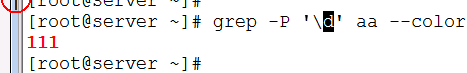 [root@server ~]#
[root@server ~]# grep -P '\d' aa --color
111
[root@server ~]#